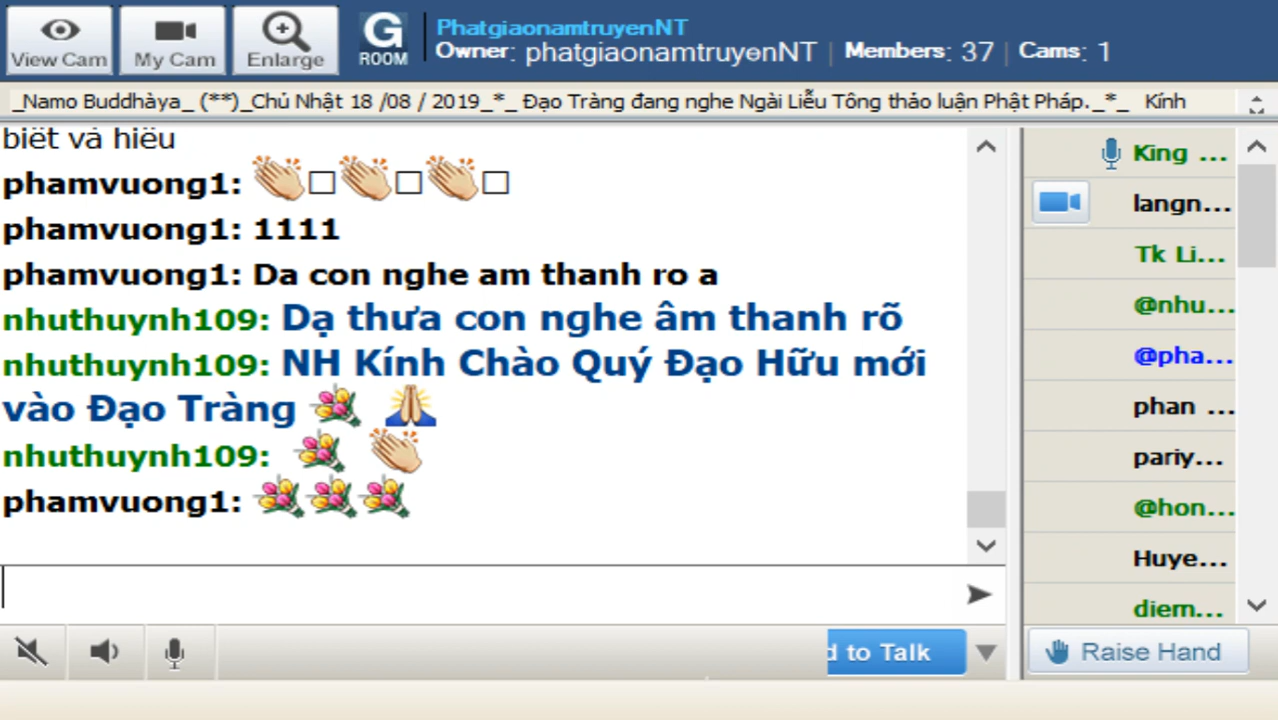 View Cam
My Cam
Enlarge
G
ROOM
PhatgiaonamtruyenNT
Owner: phatgiaonamtruyenNT | Members: 37 | Cams: 1
_Namo Buddhàya_ (**)_Chủ Nhật 18 /08 / 2019_*_ Đạo Tràng đang nghe Ngài Liễu Tông thảo luận Phật Pháp._*_ Kính
biết và hiểu
phamvuong1:
phamvuong1: 1111
phamvuong1: Da con nghe am thanh ro a
nhuthuynh109: Dạ thưa con nghe âm thanh rõ
nhuthuynh109: NH Kính Chào Quý Đạo Hữu mới
vào Đạo Tràng
nhuthuynh109:
phamvuong1:
King ...
langn...
Tk Li...
@nhu...
@pha...
phan ...
pariy...
@hon...
Huye...
diem...
d to Talk
Raise Hand